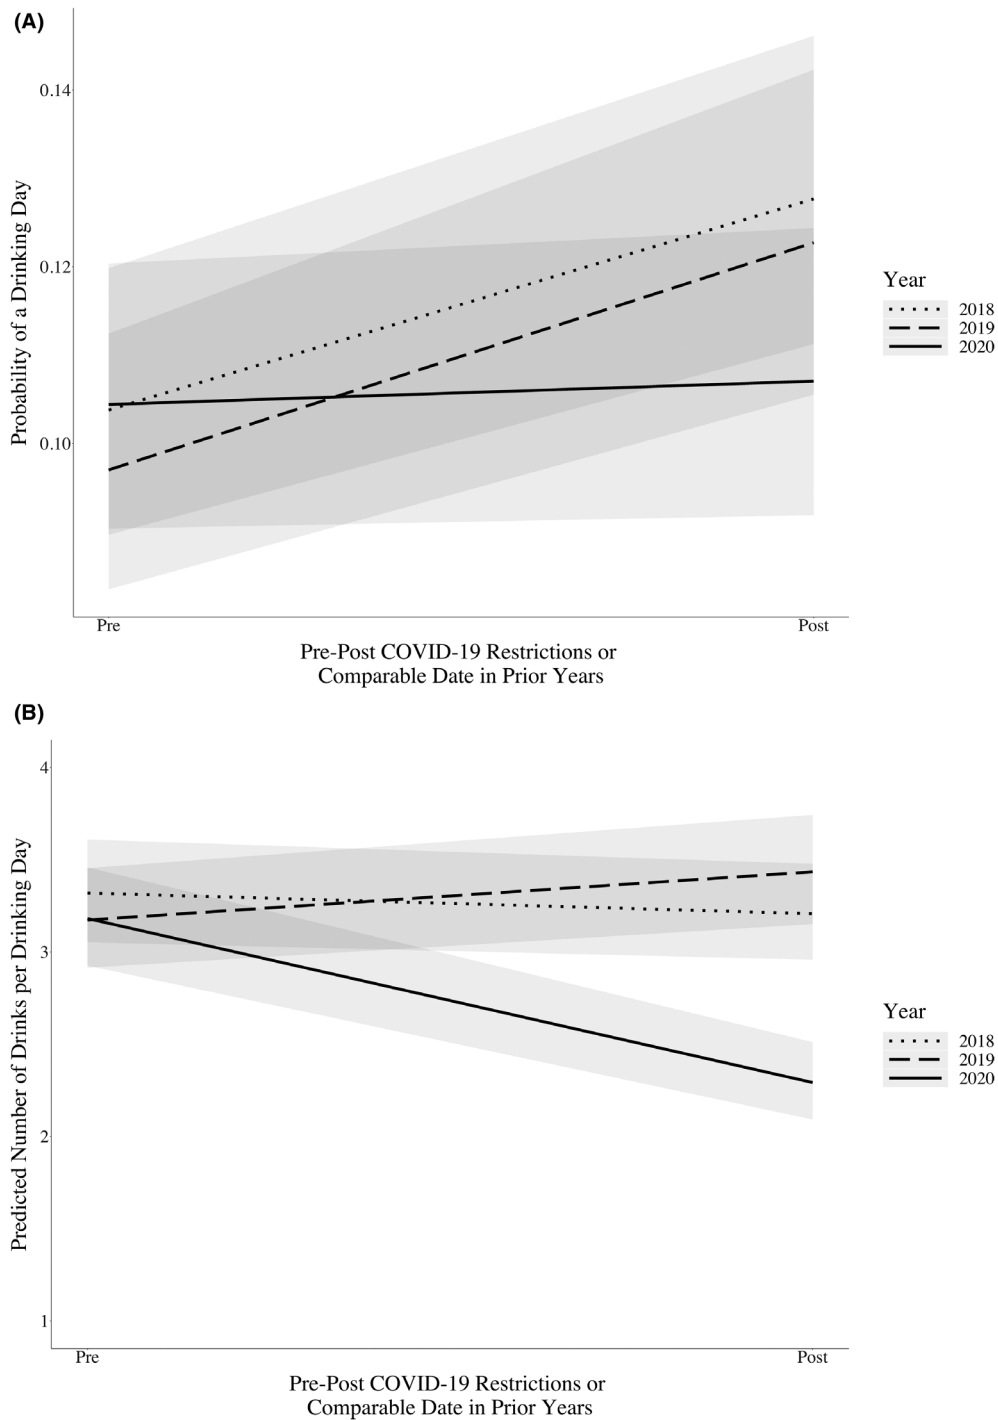 (A)
Probability of a Drinking Day
0.14
0.12
0.10
Pre
Post
Pre-Post COVID-19 Restrictions or
Comparable Date in Prior Years
Year
2018
2019
2020
(B)
Predicted Number of Drinks per Drinking Day
4
3
2
1
Pre
Post
Pre-Post COVID-19 Restrictions or
Comparable Date in Prior Years
Year
2018
2019
2020